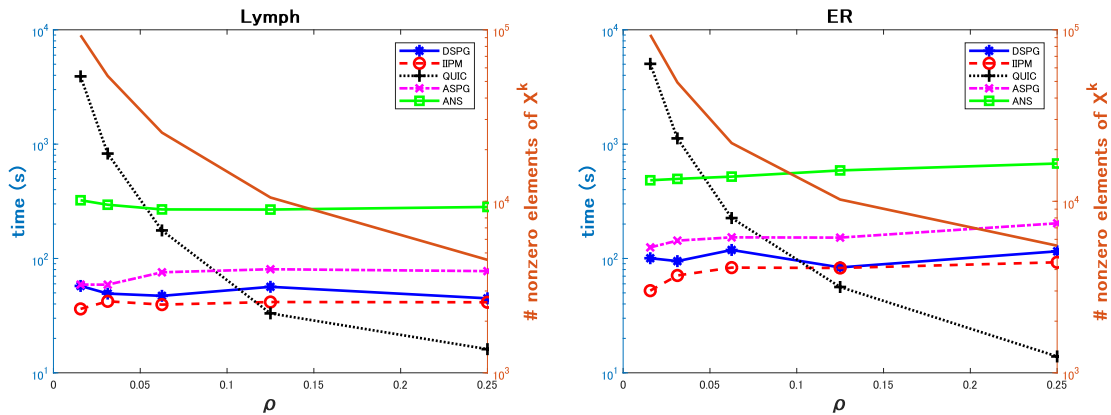 Lymph
10^4
10^3
10^2
10^1
time (s)
10^5
10^4
10^3
# nonzero elements of X^k
DSPG
IIPM
QUIC
ASPG
ANS
0 0.05 0.1 0.15 0.2 0.25
ρ
ER
10^4
10^3
10^2
10^1
time (s)
10^5
10^4
10^3
# nonzero elements of X^k
DSPG
IIPM
QUIC
ASPG
ANS
0 0.05 0.1 0.15 0.2 0.25
ρ